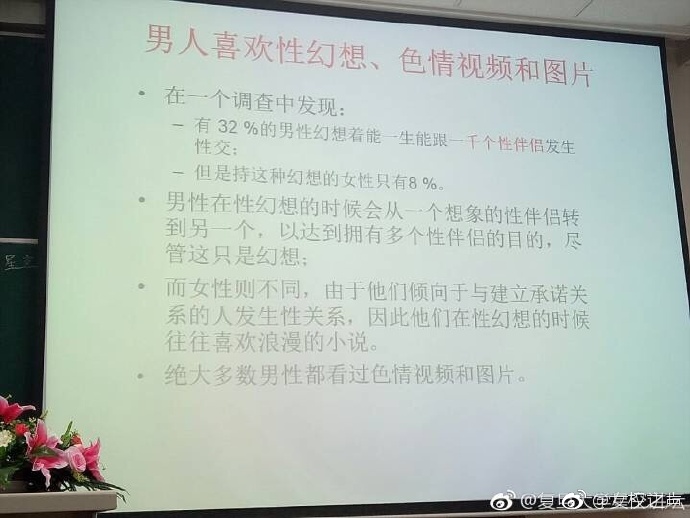 男人喜欢性幻想、色情视频和图片
• 在一个调查中发现：
– 有 32 %的男性幻想着能一生能跟一千个性伴侣发生
性交；
– 但是持这种幻想的女性只有8 %。
• 男性在性幻想的时候会从一个想象的性伴侣转
到另一个，以达到拥有多个性伴侣的目的，尽
管这只是幻想；
• 而女性则不同，由于他们倾向于与建立承诺关
系的人发生性关系，因此他们在性幻想的时候
往往喜欢浪漫的小说。
• 绝大多数男性都看过色情视频和图片。